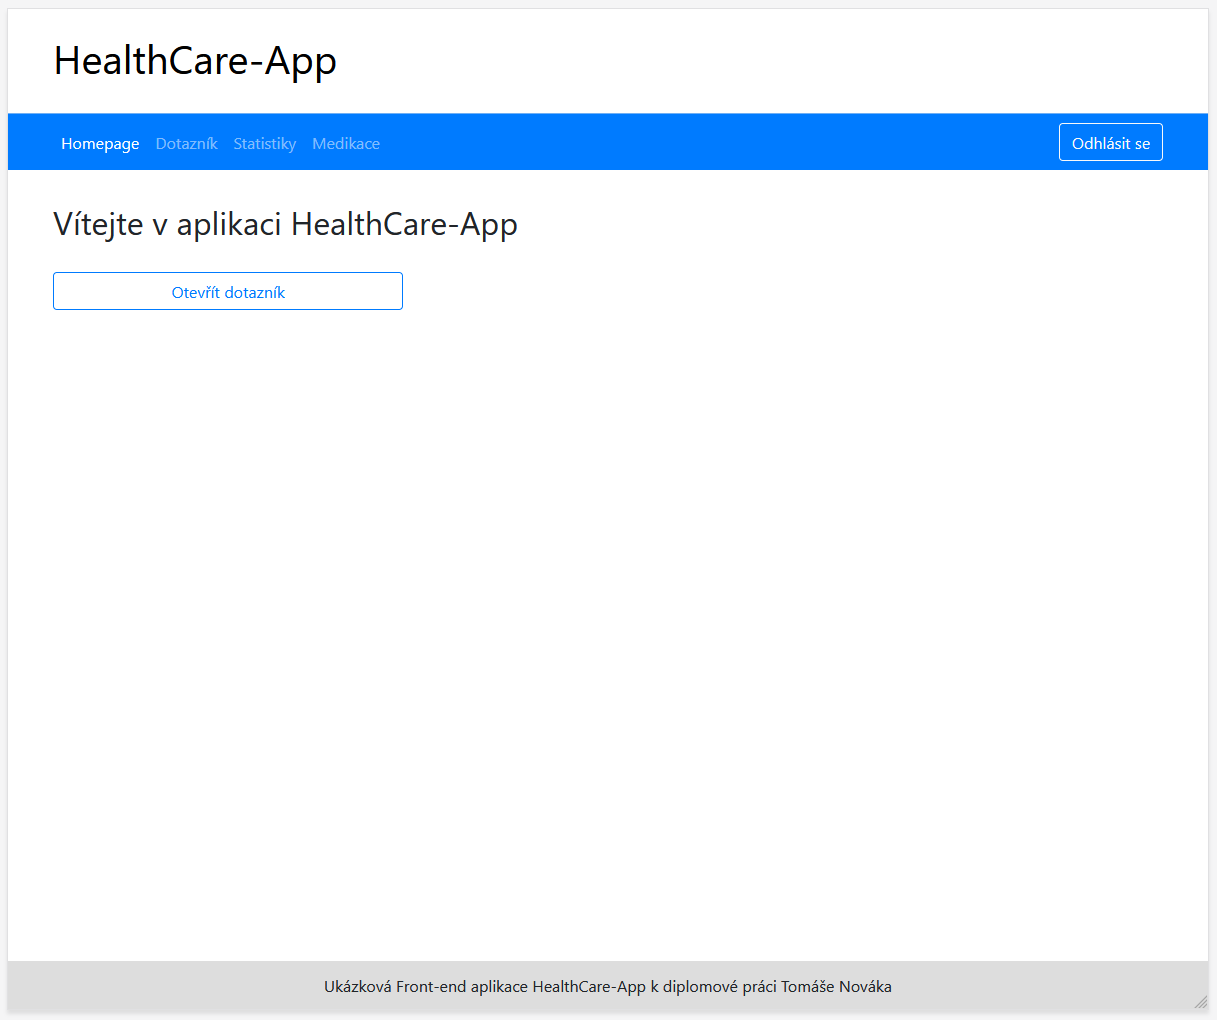 HealthCare-App
Homepage Dotazník Statistiky Medikace Odhlásit se
Vítejte v aplikaci HealthCare-App
Otevřít dotazník
Ukázková Front-end aplikace HealthCare-App k diplomové práci Tomáše Nováka